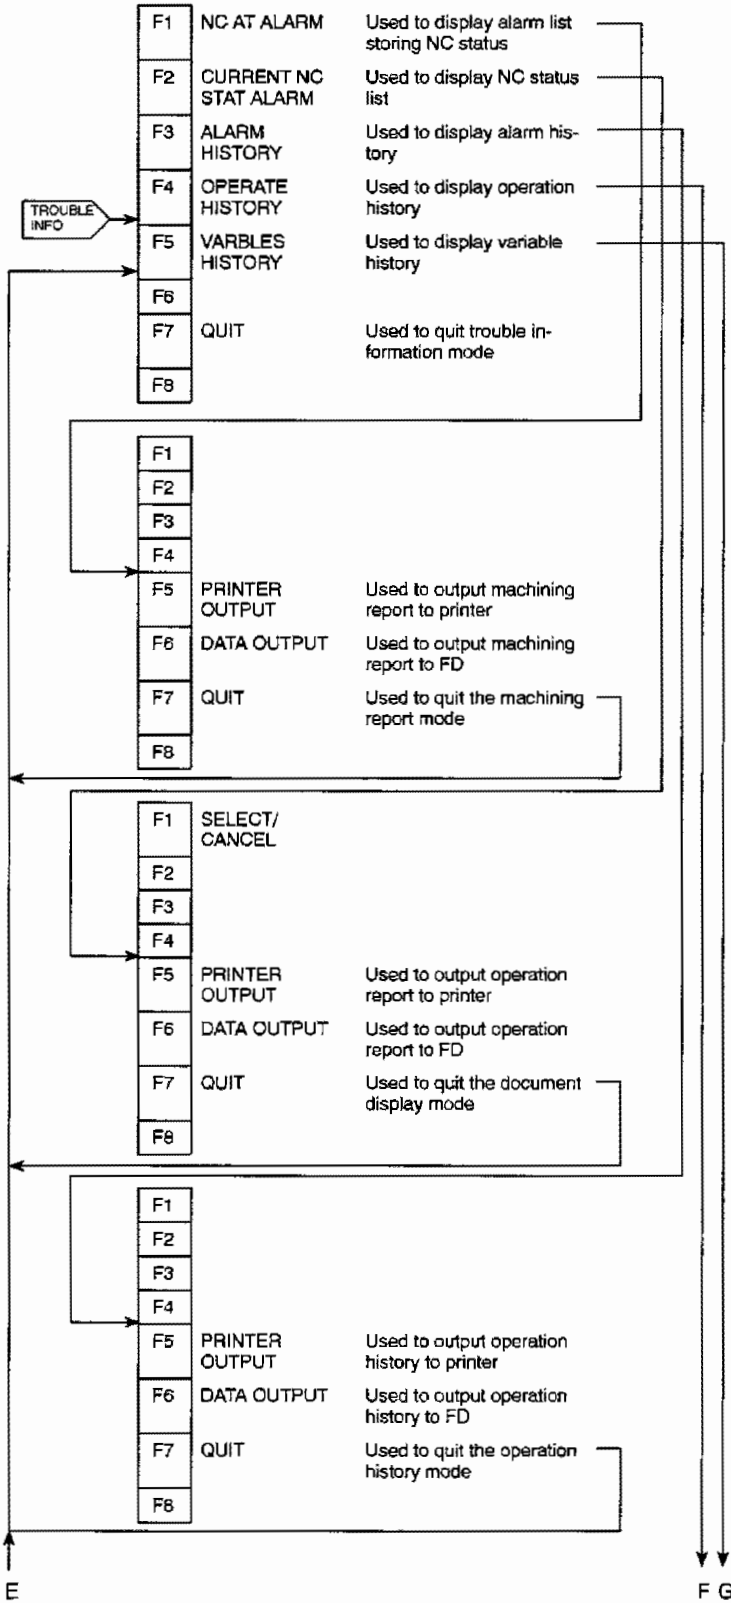 F1 NC AT ALARM Used to display alarm list
storing NC status
F2 CURRENT NC Used to display NC status
STAT ALARM list
F3 ALARM Used to display alarm his-
HISTORY tory
F4 OPERATE Used to display operation
HISTORY history
TROUBLE
INFO
F5 VARBLES Used to display variable
HISTORY history
F6
F7 QUIT Used to quit trouble in-
formation mode
F8
F1
F2
F3
F4
F5 PRINTER Used to output machining
OUTPUT report to printer
F6 DATA OUTPUT Used to output machining
report to FD
F7 QUIT Used to quit the machining
report mode
F8
F1 SELECT/
CANCEL
F2
F3
F4
F5 PRINTER Used to output operation
OUTPUT report to printer
F6 DATA OUTPUT Used to output operation
report to FD
F7 QUIT Used to quit the document
display mode
F8
F1
F2
F3
F4
F5 PRINTER Used to output operation
OUTPUT history to printer
F6 DATA OUTPUT Used to output operation
history to FD
F7 QUIT Used to quit the operation
history mode
F8
E F G